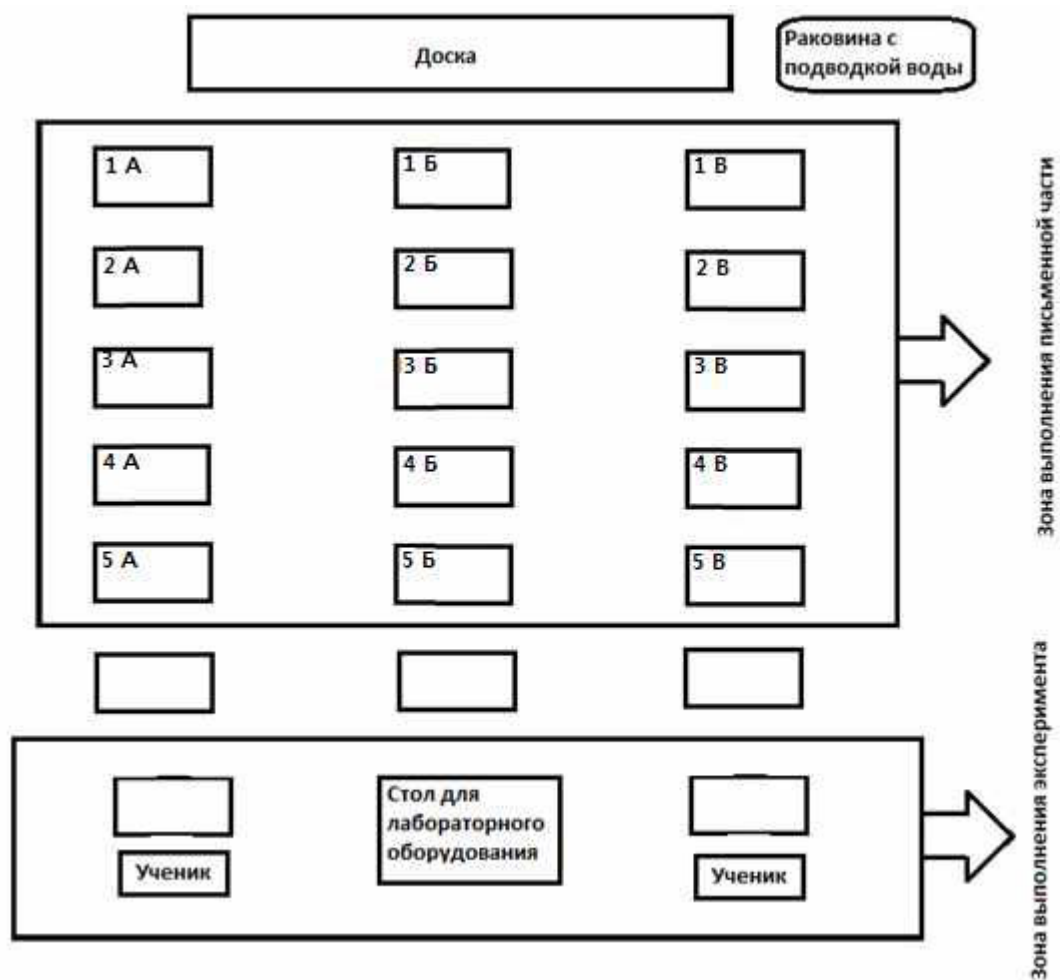 Доска
Раковина с
подводкой воды
1 А
1 Б
1 В
2 А
2 Б
2 В
3 А
3 Б
3 В
4 А
4 Б
4 В
5 А
5 Б
5 В
Зона выполнения письменной части
Стол для
лабораторного
оборудования
Ученик
Ученик
Зона выполнения эксперимента